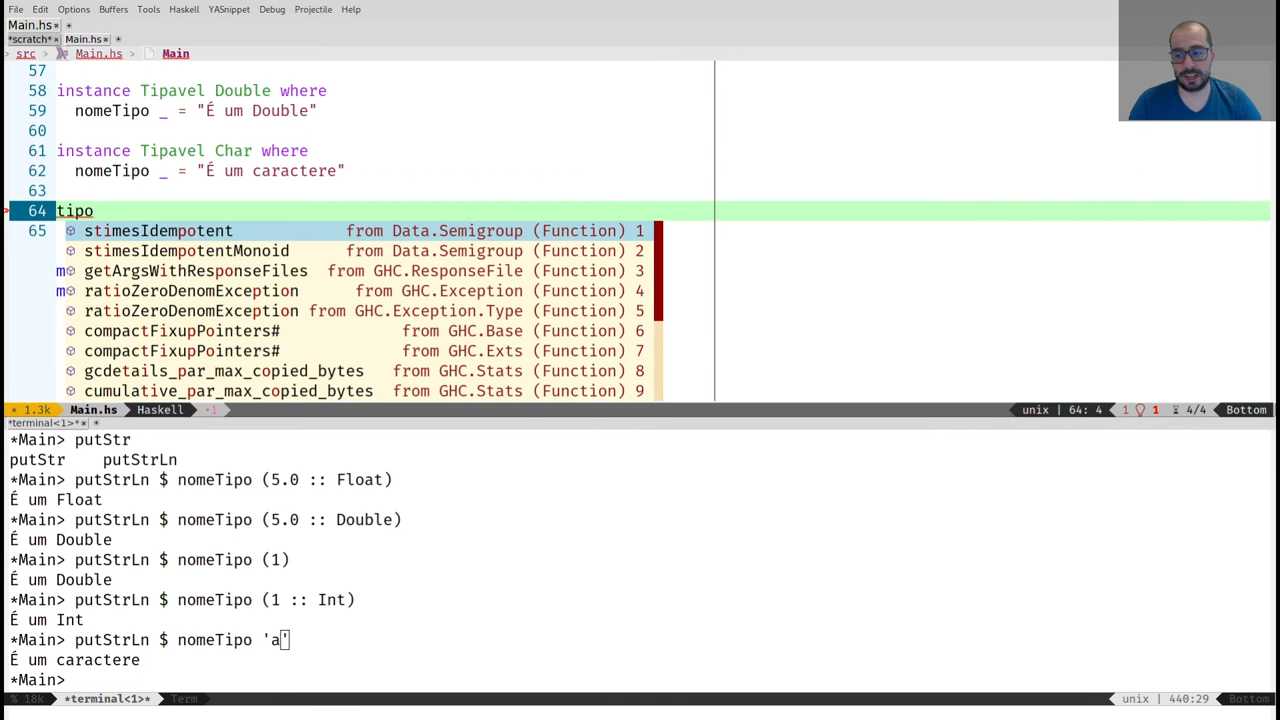 File Edit Options Buffers Tools Haskell YASnippet Debug Projectile Help
Main.hs
*scratch* Main.hs
src > Main.hs > Main
57
58 instance Tipavel Double where
59 nomeTipo _ = "É um Double"
60
61 instance Tipavel Char where
62 nomeTipo _ = "É um caractere"
63
64 tipo
65 stimesIdempotent from Data.Semigroup (Function) 1
stimesIdempotentMonoid from Data.Semigroup (Function) 2
m getArgsWithResponseFiles from GHC.ResponseFile (Function) 3
m ratioZeroDenomException from GHC.Exception (Function) 4
ratioZeroDenomException from GHC.Exception.Type (Function) 5
compactFixupPointers# from GHC.Base (Function) 6
compactFixupPointers# from GHC.Exts (Function) 7
gcdetails_par_max_copied_bytes from GHC.Stats (Function) 8
cumulative_par_max_copied_bytes from GHC.Stats (Function) 9
* 1.3k Main.hs Haskell •1 unix | 64: 4 1 1 4/4 Bottom
*terminal<1>*
*Main> putStr
putStr putStrLn
*Main> putStrLn $ nomeTipo (5.0 :: Float)
É um Float
*Main> putStrLn $ nomeTipo (5.0 :: Double)
É um Double
*Main> putStrLn $ nomeTipo (1)
É um Double
*Main> putStrLn $ nomeTipo (1 :: Int)
É um Int
*Main> putStrLn $ nomeTipo 'a'
É um caractere
*Main>
% 18k *terminal<1>* Term unix | 440:29 Bottom